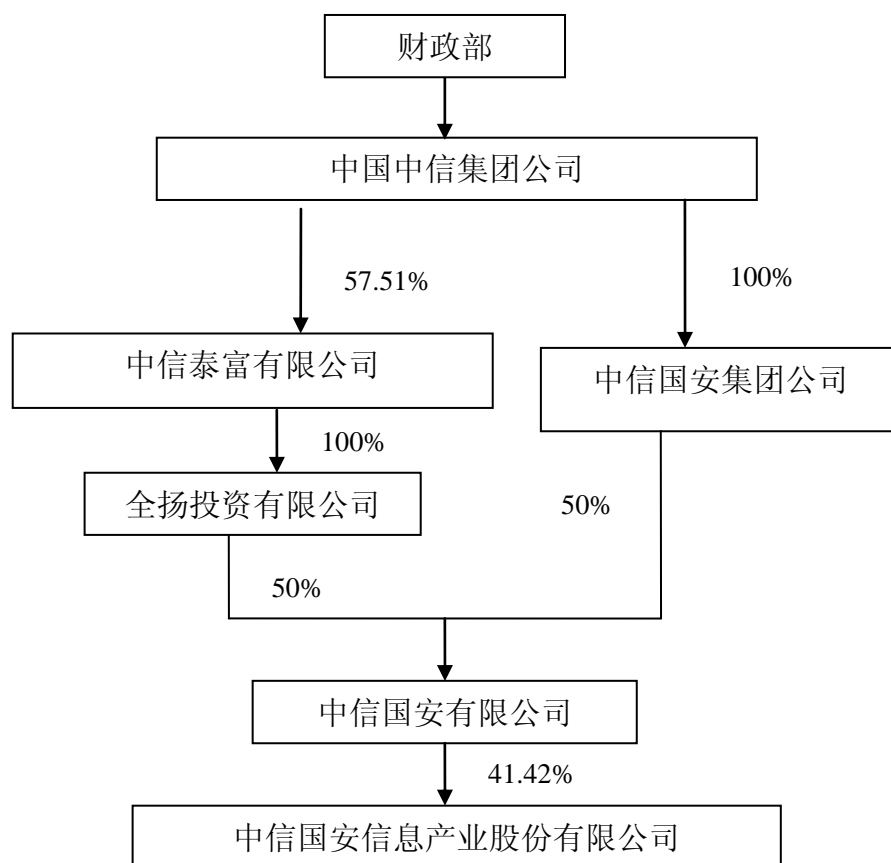 财政部
中国中信集团公司
57.51%
100%
中信泰富有限公司
中信国安集团公司
100%
全扬投资有限公司
50%
50%
中信国安有限公司
41.42%
中信国安信息产业股份有限公司